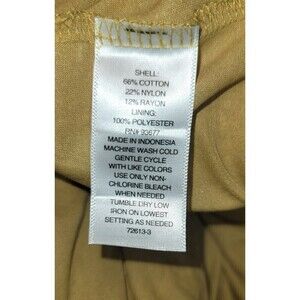 SHELL:
66% COTTON
22% NYLON
12% RAYON
LINING:
100% POLYESTER
RN# 93677
MADE IN INDONESIA
MACHINE WASH COLD
GENTLE CYCLE
WITH LIKE COLORS
USE ONLY NON-
CHLORINE BLEACH
WHEN NEEDED
TUMBLE DRY LOW
IRON ON LOWEST
SETTING AS NEEDED
72613-3